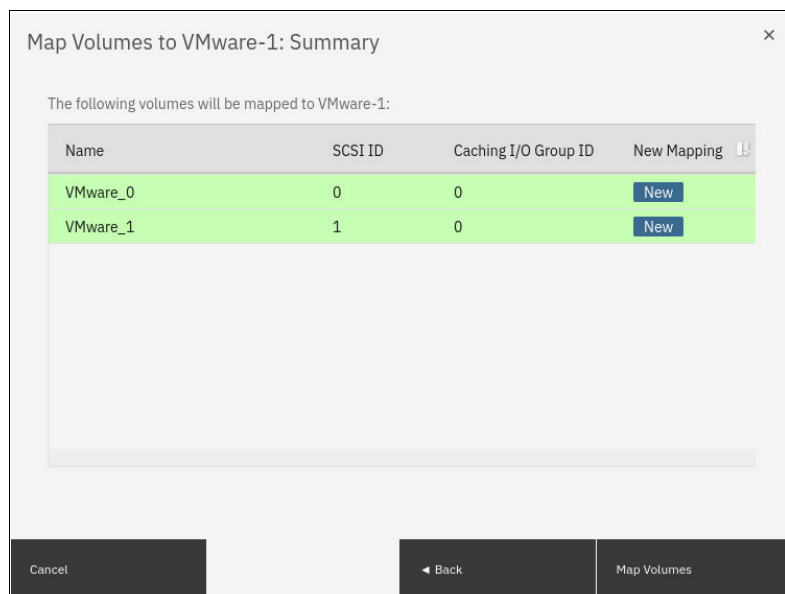 Map Volumes to VMware-1: Summary
×
The following volumes will be mapped to VMware-1:
Name SCSI ID Caching I/O Group ID New Mapping
VMware_0 0 0 New
VMware_1 1 0 New
Cancel ◄ Back Map Volumes